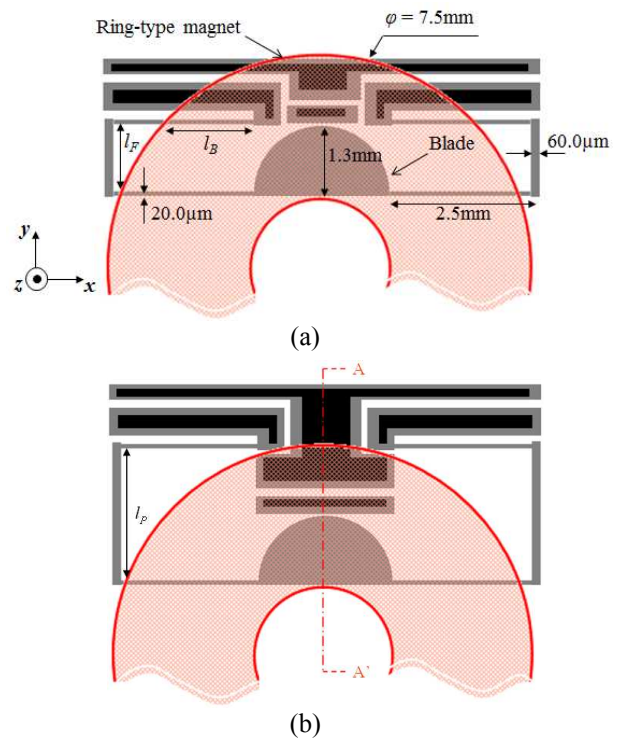 Ring-type magnet
φ = 7.5mm
l_F
l_B
1.3mm
Blade
60.0μm
20.0μm
2.5mm
y
z
x
(a)
A
l_P
A'
(b)